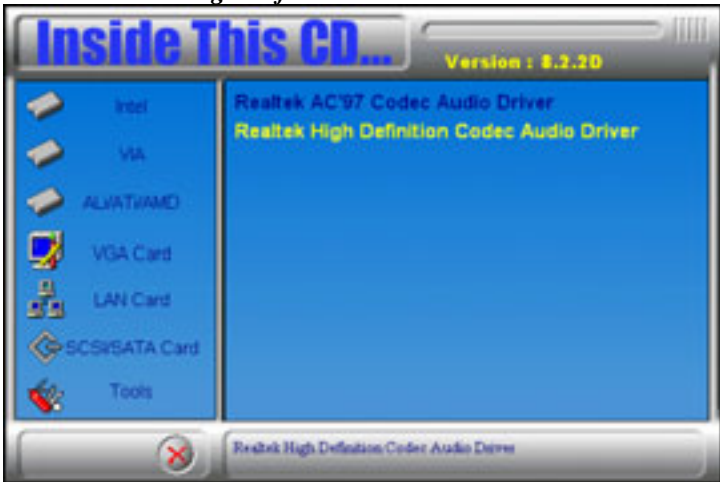 Inside This CD...
Version : 8.2.2D
Intel
VIA
ALi/ATi/AMD
VGA Card
LAN Card
SCSI/SATA Card
Tools
Realtek AC'97 Codec Audio Driver
Realtek High Definition Codec Audio Driver
Realtek High Definition Codec Audio Driver